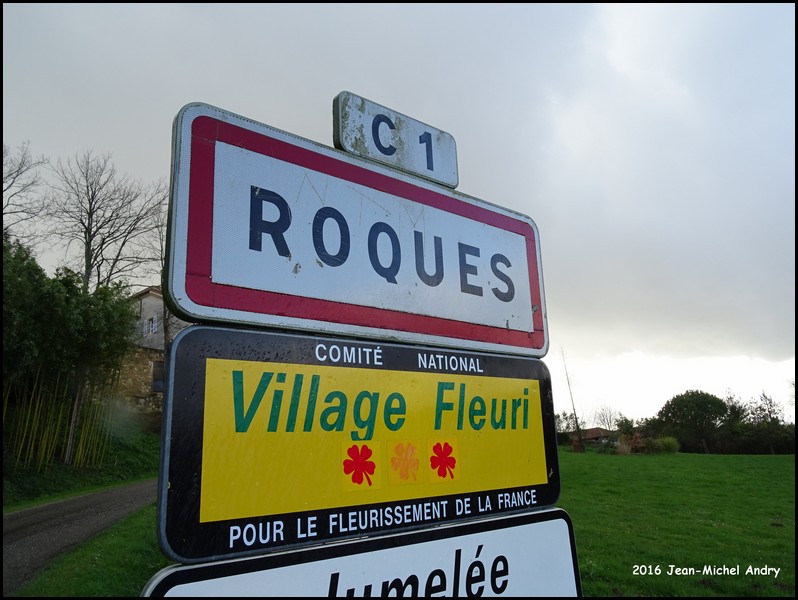 C 1
ROQUES
COMITÉ NATIONAL
Village Fleuri
POUR LE FLEURISSEMENT DE LA FRANCE
Jumelée
2016 Jean-Michel Andry